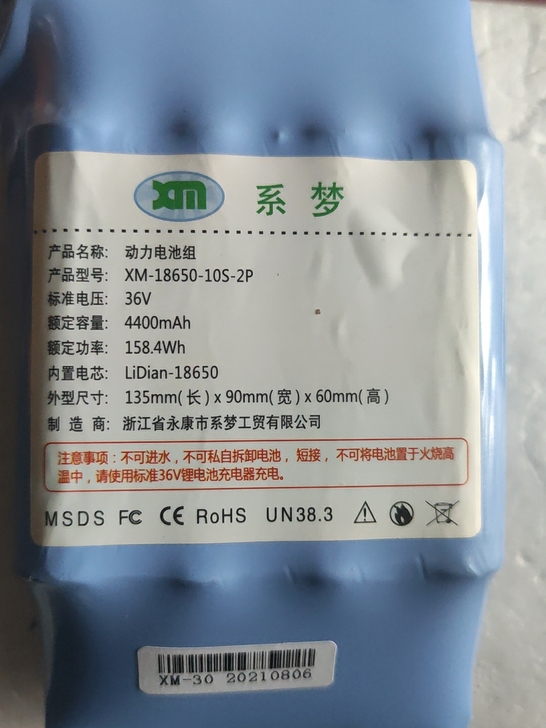 XM 系梦
产品名称: 动力电池组
产品型号: XM-18650-10S-2P
标准电压: 36V
额定容量: 4400mAh
额定功率: 158.4Wh
内置电芯: LiDian-18650
外型尺寸: 135mm(长) x 90mm(宽) x 60mm(高)
制 造 商: 浙江省永康市系梦工贸有限公司
注意事项: 不可进水, 不可私自拆卸电池, 短接, 不可将电池置于火烧高
温中, 请使用标准36V锂电池充电器充电。
MSDS FC CE RoHS UN38.3
XM-30 20210806